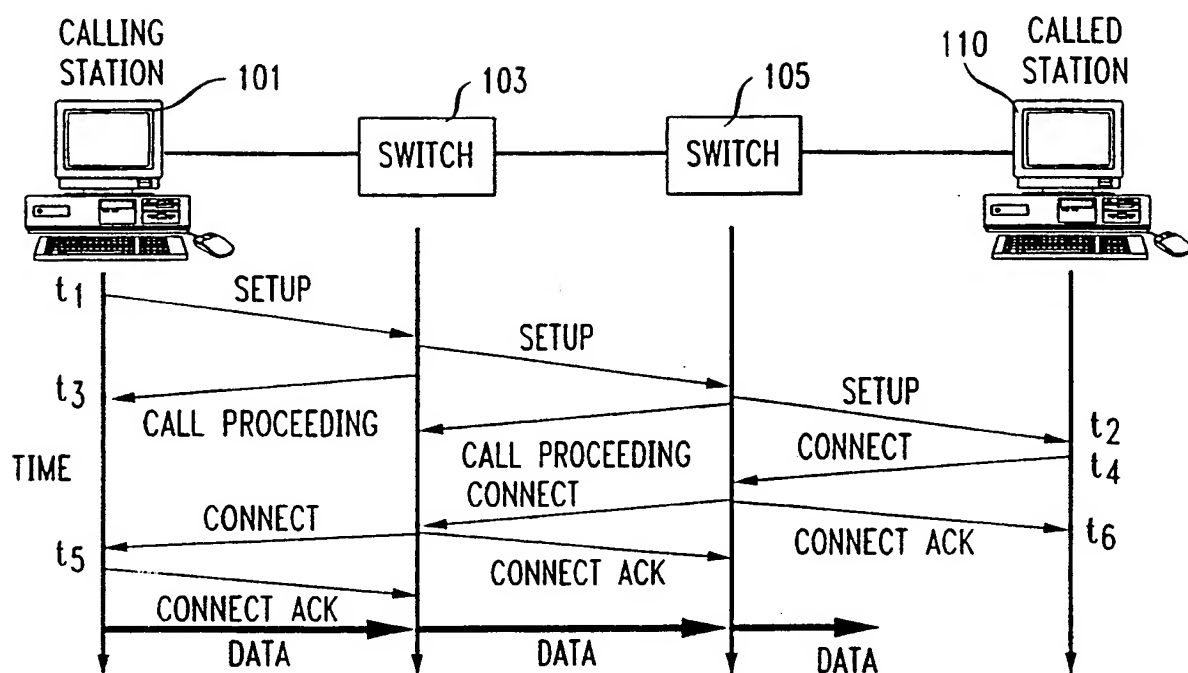 CALLING
STATION
101
103
105
110
CALLED
STATION
SWITCH
SWITCH
t1
SETUP
SETUP
t3
SETUP
CALL PROCEEDING
t2
CONNECT
t4
TIME
CALL PROCEEDING
CONNECT
CONNECT
t5
CONNECT ACK
CONNECT ACK
t6
CONNECT ACK
DATA
DATA
DATA